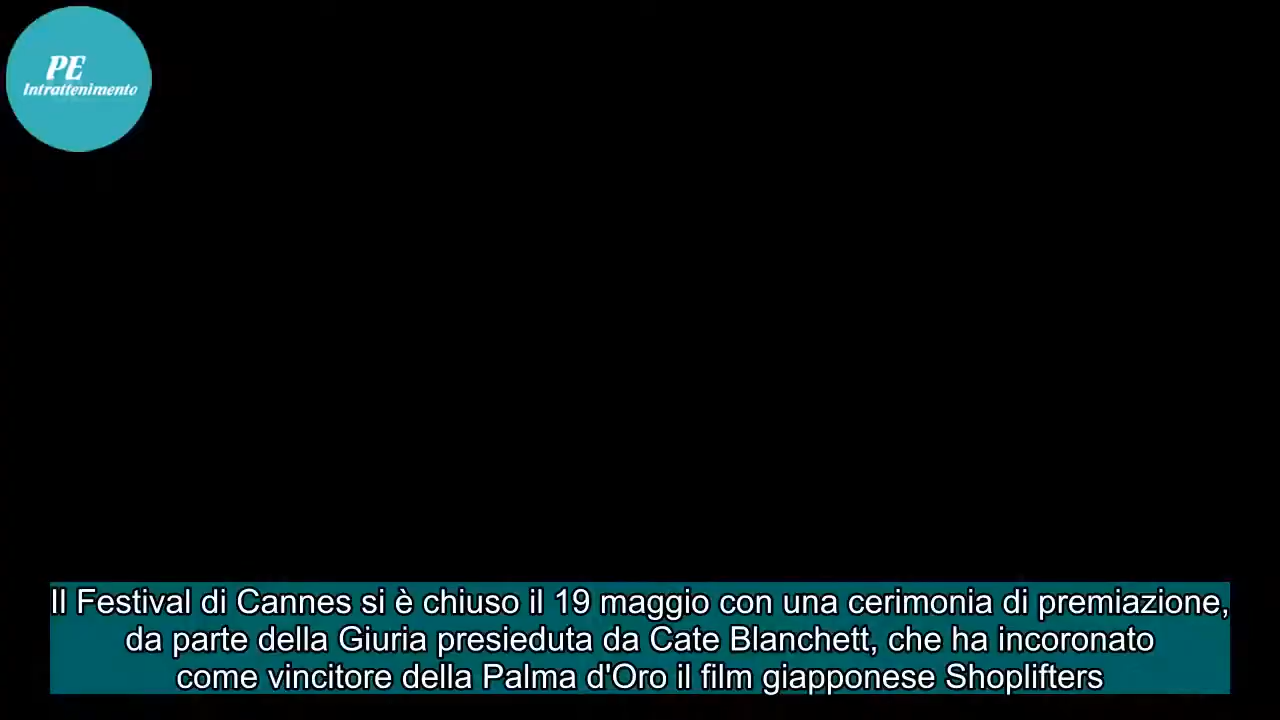 PE
Intrattenimento
Il Festival di Cannes si è chiuso il 19 maggio con una cerimonia di premiazione,
da parte della Giuria presieduta da Cate Blanchett, che ha incoronato
come vincitore della Palma d'Oro il film giapponese Shoplifters